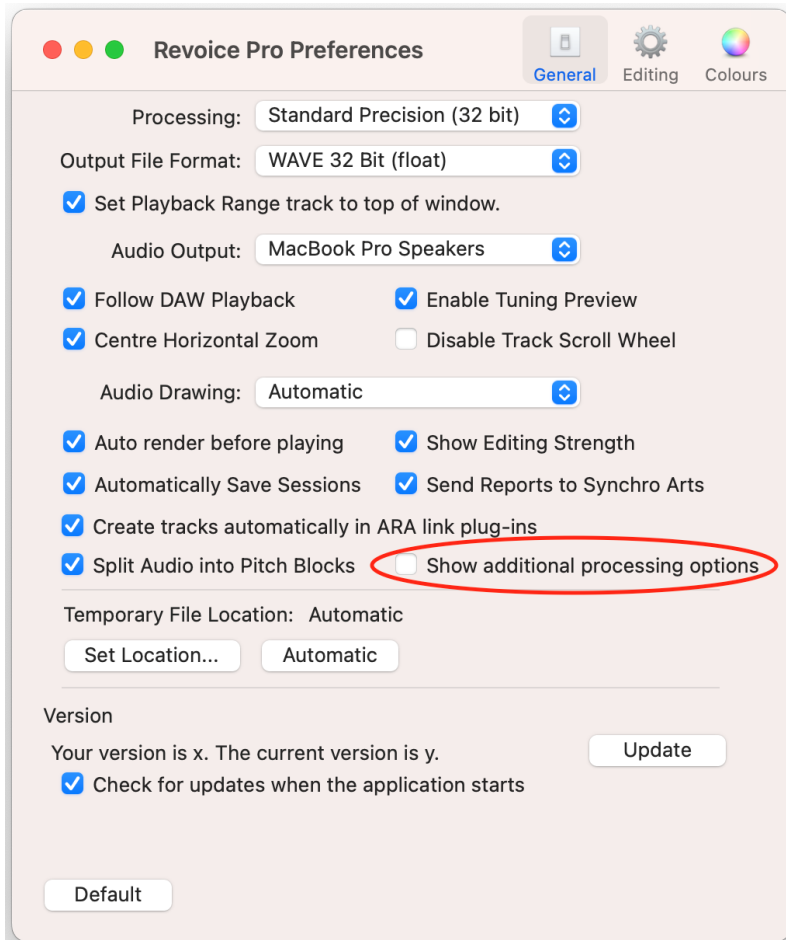 Revoice Pro Preferences
General Editing Colours
Processing: Standard Precision (32 bit)
Output File Format: WAVE 32 Bit (float)
Set Playback Range track to top of window.
Audio Output: MacBook Pro Speakers
Follow DAW Playback Enable Tuning Preview
Centre Horizontal Zoom Disable Track Scroll Wheel
Audio Drawing: Automatic
Auto render before playing Show Editing Strength
Automatically Save Sessions Send Reports to Synchro Arts
Create tracks automatically in ARA link plug-ins
Split Audio into Pitch Blocks Show additional processing options
Temporary File Location: Automatic
Set Location... Automatic
Version
Your version is x. The current version is y. Update
Check for updates when the application starts
Default